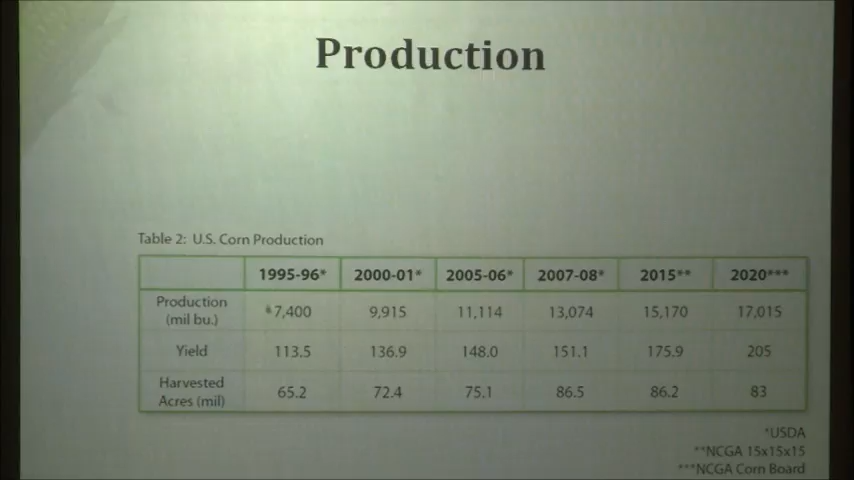 Production
Table 2: U.S. Corn Production
1995-96* 2000-01* 2005-06* 2007-08* 2015** 2020***
Production (mil bu.) 7,400 9,915 11,114 13,074 15,170 17,015
Yield 113.5 136.9 148.0 151.1 175.9 205
Harvested Acres (mil) 65.2 72.4 75.1 86.5 86.2 83
*USDA
**NCGA 15x15x15
***NCGA Corn Board